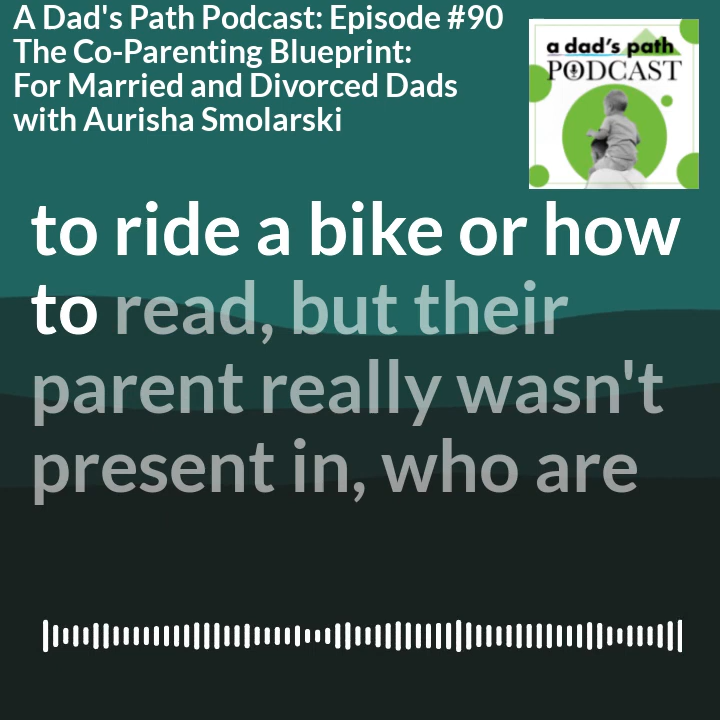 A Dad's Path Podcast: Episode #90
The Co-Parenting Blueprint:
For Married and Divorced Dads
with Aurisha Smolarski
a dad's path
PODCAST
to ride a bike or how
to read, but their
parent really wasn't
present in, who are